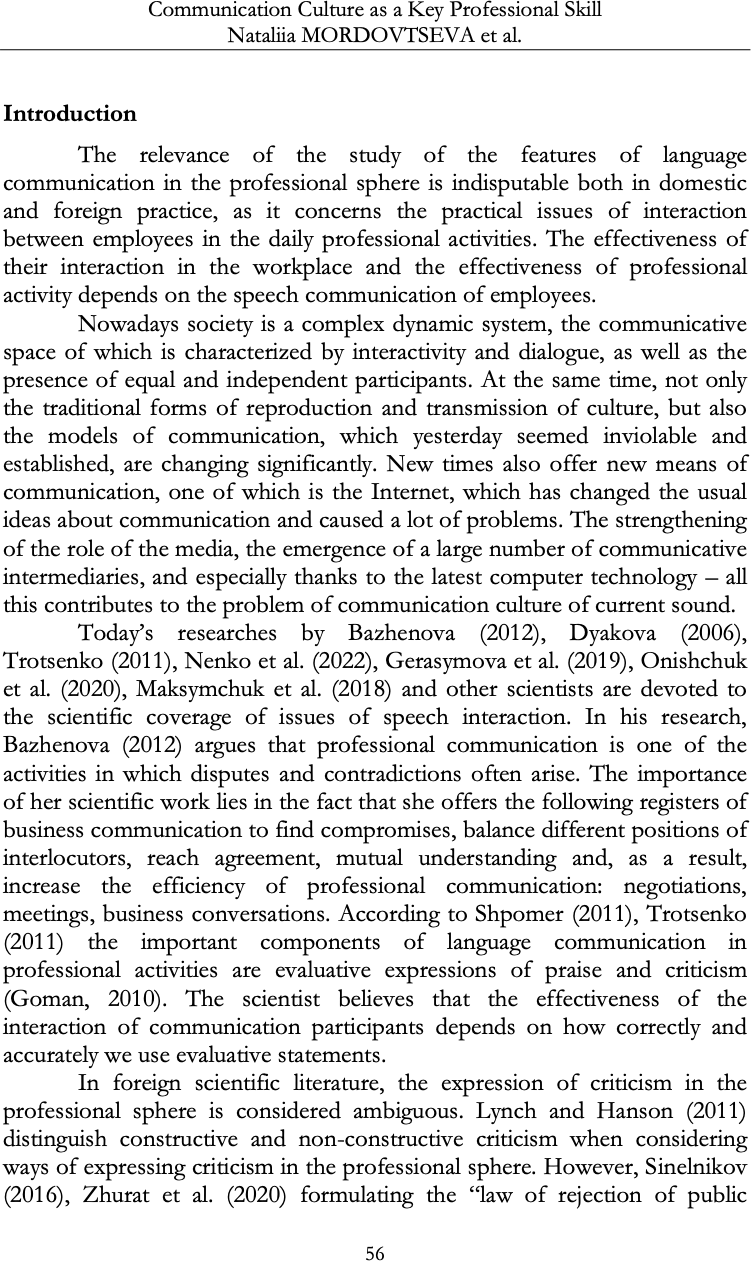 Communication Culture as a Key Professional Skill
Nataliia MORDOVTSEVA et al.
Introduction
The relevance of the study of the features of language
communication in the professional sphere is indisputable both in domestic
and foreign practice, as it concerns the practical issues of interaction
between employees in the daily professional activities. The effectiveness of
their interaction in the workplace and the effectiveness of professional
activity depends on the speech communication of employees.
Nowadays society is a complex dynamic system, the communicative
space of which is characterized by interactivity and dialogue, as well as the
presence of equal and independent participants. At the same time, not only
the traditional forms of reproduction and transmission of culture, but also
the models of communication, which yesterday seemed inviolable and
established, are changing significantly. New times also offer new means of
communication, one of which is the Internet, which has changed the usual
ideas about communication and caused a lot of problems. The strengthening
of the role of the media, the emergence of a large number of communicative
intermediaries, and especially thanks to the latest computer technology – all
this contributes to the problem of communication culture of current sound.
Today’s researches by Bazhenova (2012), Dyakova (2006),
Trotsenko (2011), Nenko et al. (2022), Gerasymova et al. (2019), Onishchuk
et al. (2020), Maksymchuk et al. (2018) and other scientists are devoted to
the scientific coverage of issues of speech interaction. In his research,
Bazhenova (2012) argues that professional communication is one of the
activities in which disputes and contradictions often arise. The importance
of her scientific work lies in the fact that she offers the following registers of
business communication to find compromises, balance different positions of
interlocutors, reach agreement, mutual understanding and, as a result,
increase the efficiency of professional communication: negotiations,
meetings, business conversations. According to Shpomer (2011), Trotsenko
(2011) the important components of language communication in
professional activities are evaluative expressions of praise and criticism
(Goman, 2010). The scientist believes that the effectiveness of the
interaction of communication participants depends on how correctly and
accurately we use evaluative statements.
In foreign scientific literature, the expression of criticism in the
professional sphere is considered ambiguous. Lynch and Hanson (2011)
distinguish constructive and non-constructive criticism when considering
ways of expressing criticism in the professional sphere. However, Sinelnikov
(2016), Zhurat et al. (2020) formulating the “law of rejection of public
56